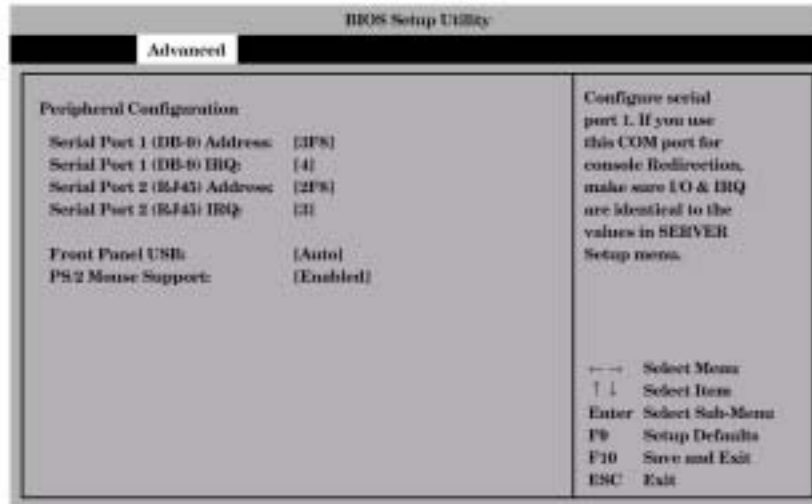 BIOS Setup Utility
Advanced
Peripheral Configuration
Serial Port 1 (DB-9) Address: [3F8]
Serial Port 1 (DB-9) IRQ: [4]
Serial Port 2 (RJ45) Address: [2F8]
Serial Port 2 (RJ45) IRQ: [3]
Front Panel USB: [Auto]
PS/2 Mouse Support: [Enabled]
Configure serial
port 1. If you use
this COM port for
console Redirection,
make sure I/O & IRQ
are identical to the
values in SERVER
Setup menu.
←→ Select Menu
↑↓ Select Item
Enter Select Sub-Menu
F9 Setup Defaults
F10 Save and Exit
ESC Exit